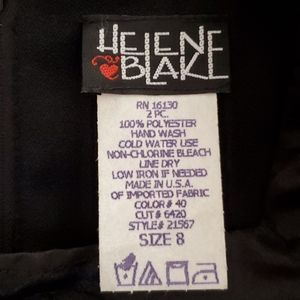 HELENE
BLAKE
RN 16130
2 PC.
100% POLYESTER
HAND WASH
COLD WATER USE
NON-CHLORINE BLEACH
LINE DRY
LOW IRON IF NEEDED
MADE IN U.S.A.
OF IMPORTED FABRIC
COLOR# 40
CUT# 6420
STYLE# 21567
SIZE 8